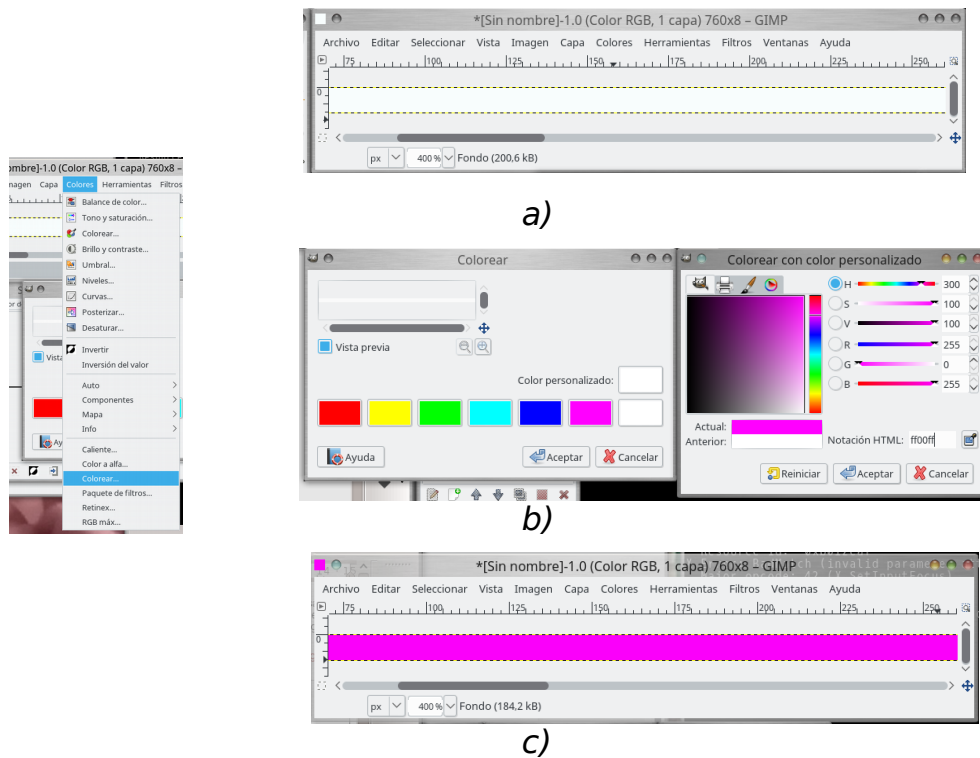 *[Sin nombre]-1.0 (Color RGB, 1 capa) 760x8 – GIMP
Archivo Editar Seleccionar Vista Imagen Capa Colores Herramientas Filtros Ventanas Ayuda
75 100 125 150 175 200 225 250
0
px 400 % Fondo (200,6 kB)
a)
ombre]-1.0 (Color RGB, 1 capa) 760x8 –
nagen Capa Colores Herramientas Filtros
Balance de color...
Tono y saturación...
Colorear...
Brillo y contraste...
Umbral...
Niveles...
Curvas...
Posterizar...
Desaturar...
Invertir
Inversión del valor
Auto
Componentes
Mapa
Info
Caliente...
Color a alfa...
Colorear...
Paquete de filtros...
Retinex...
RGB máx...
Vista
Ay
Colorear
Vista previa
Color personalizado:
Ayuda Aceptar Cancelar
Colorear con color personalizado
H 300
S 100
V 100
R 255
G 0
B 255
Actual:
Anterior:
Notación HTML: ff00ff
Reiniciar Aceptar Cancelar
b)
*[Sin nombre]-1.0 (Color RGB, 1 capa) 760x8 – GIMP
Archivo Editar Seleccionar Vista Imagen Capa Colores Herramientas Filtros Ventanas Ayuda
75 100 125 150 175 200 225 250
0
px 400 % Fondo (184,2 kB)
c)